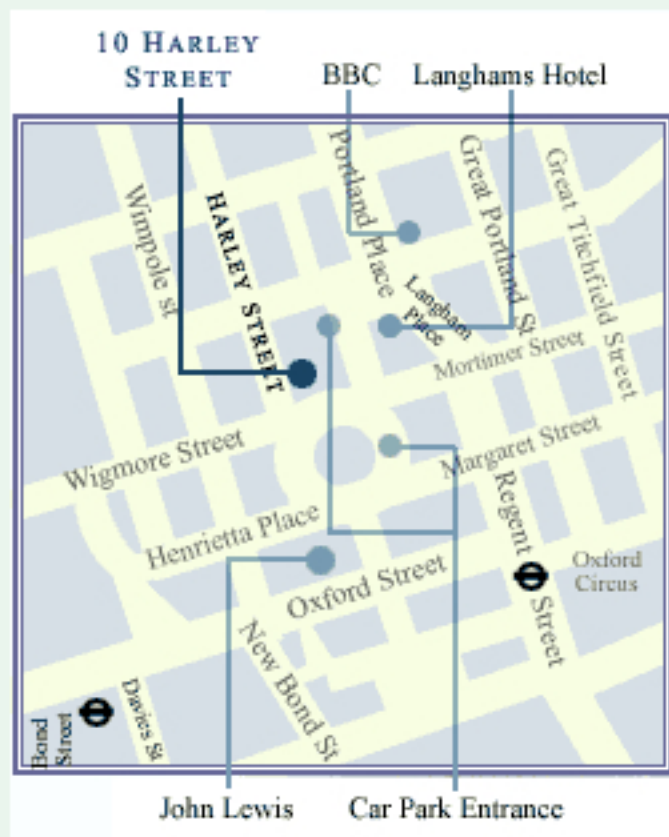 10 HARLEY
STREET
BBC
Langhams Hotel
Wimpole st
HARLEY STREET
Portland Place
Great Portland St
Great Titchfield Street
Langham
Place
Mortimer Street
Wigmore Street
Margaret Street
Henrietta Place
Regent Street
Oxford Street
Oxford
Circus
New Bond St
Davies St
Bond
Street
John Lewis
Car Park Entrance